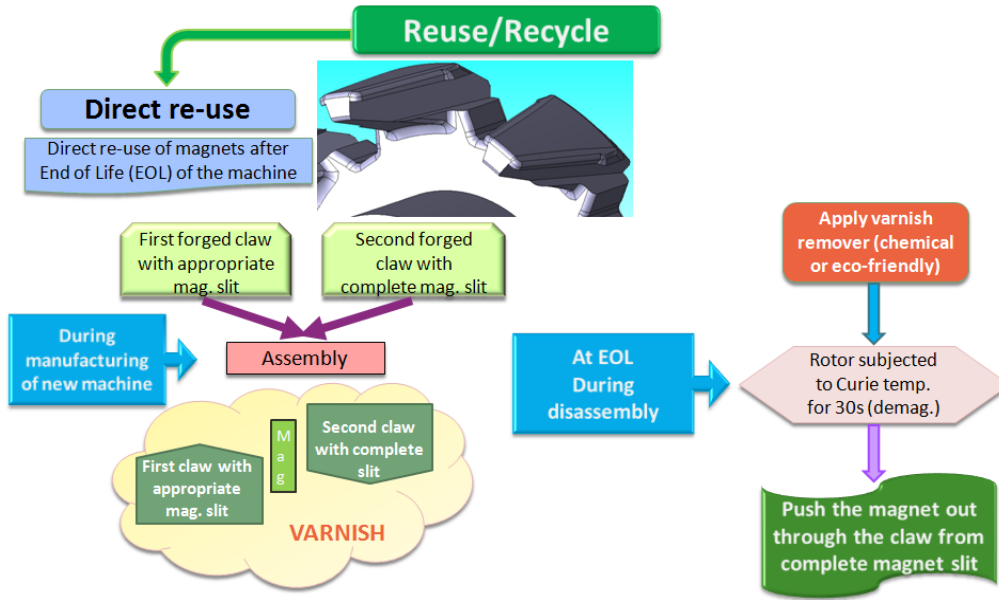 Reuse/Recycle
Direct re-use
Direct re-use of magnets after
End of Life (EOL) of the machine
First forged claw
with appropriate
mag. slit
Second forged
claw with
complete mag. slit
During
manufacturing
of new machine
Assembly
Second claw
with complete
slit
Mag
First claw with
appropriate
mag. slit
VARNISH
At EOL
During
disassembly
Apply varnish
remover (chemical
or eco-friendly)
Rotor subjected
to Curie temp.
for 30s (demag.)
Push the magnet out
through the claw from
complete magnet slit